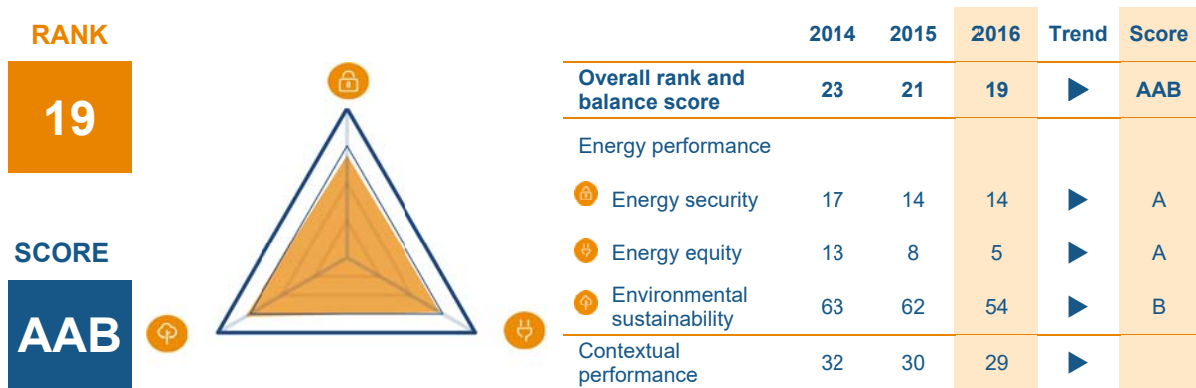 RANK
19
SCORE
AAB
2014 2015 2016 Trend Score
Overall rank and
balance score 23 21 19 AAB
Energy performance
Energy security 17 14 14 A
Energy equity 13 8 5 A
Environmental
sustainability 63 62 54 B
Contextual
performance 32 30 29